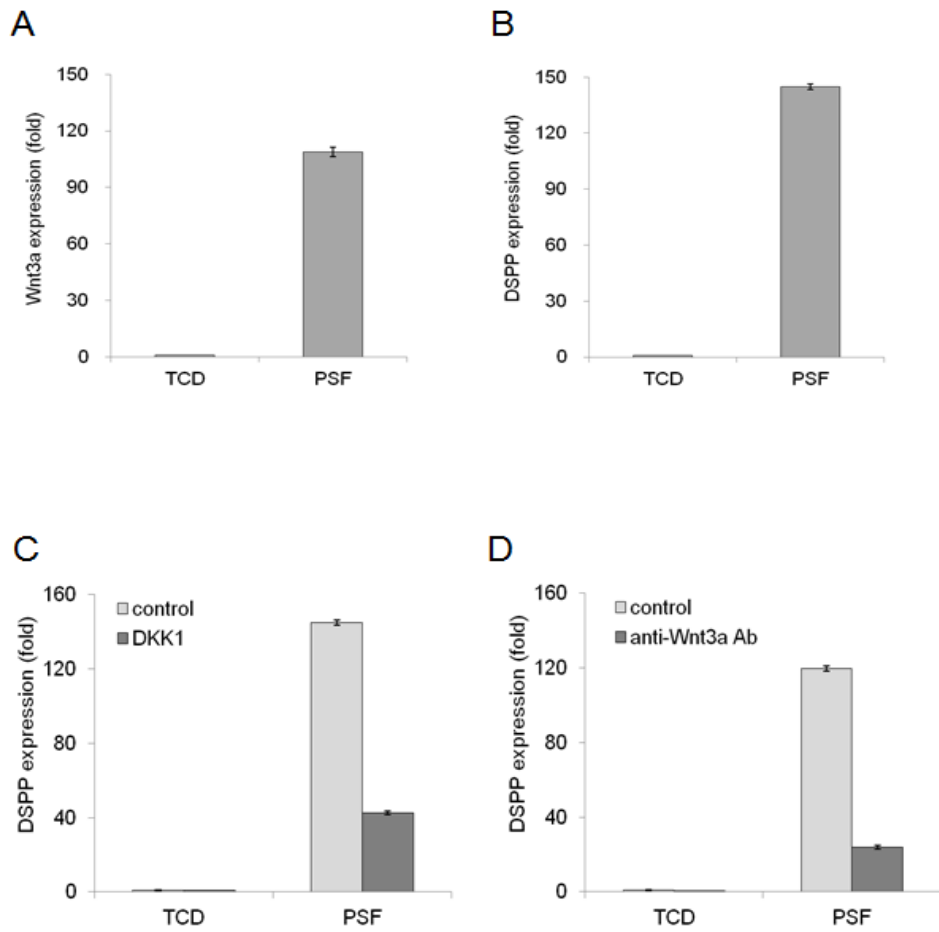 A
Wnt3a expression (fold)
150
120
90
60
30
0
TCD
PSF
B
DSPP expression (fold)
150
120
90
60
30
0
TCD
PSF
C
DSPP expression (fold)
160
120
80
40
0
control
DKK1
TCD
PSF
D
DSPP expression (fold)
160
120
80
40
0
control
anti-Wnt3a Ab
TCD
PSF